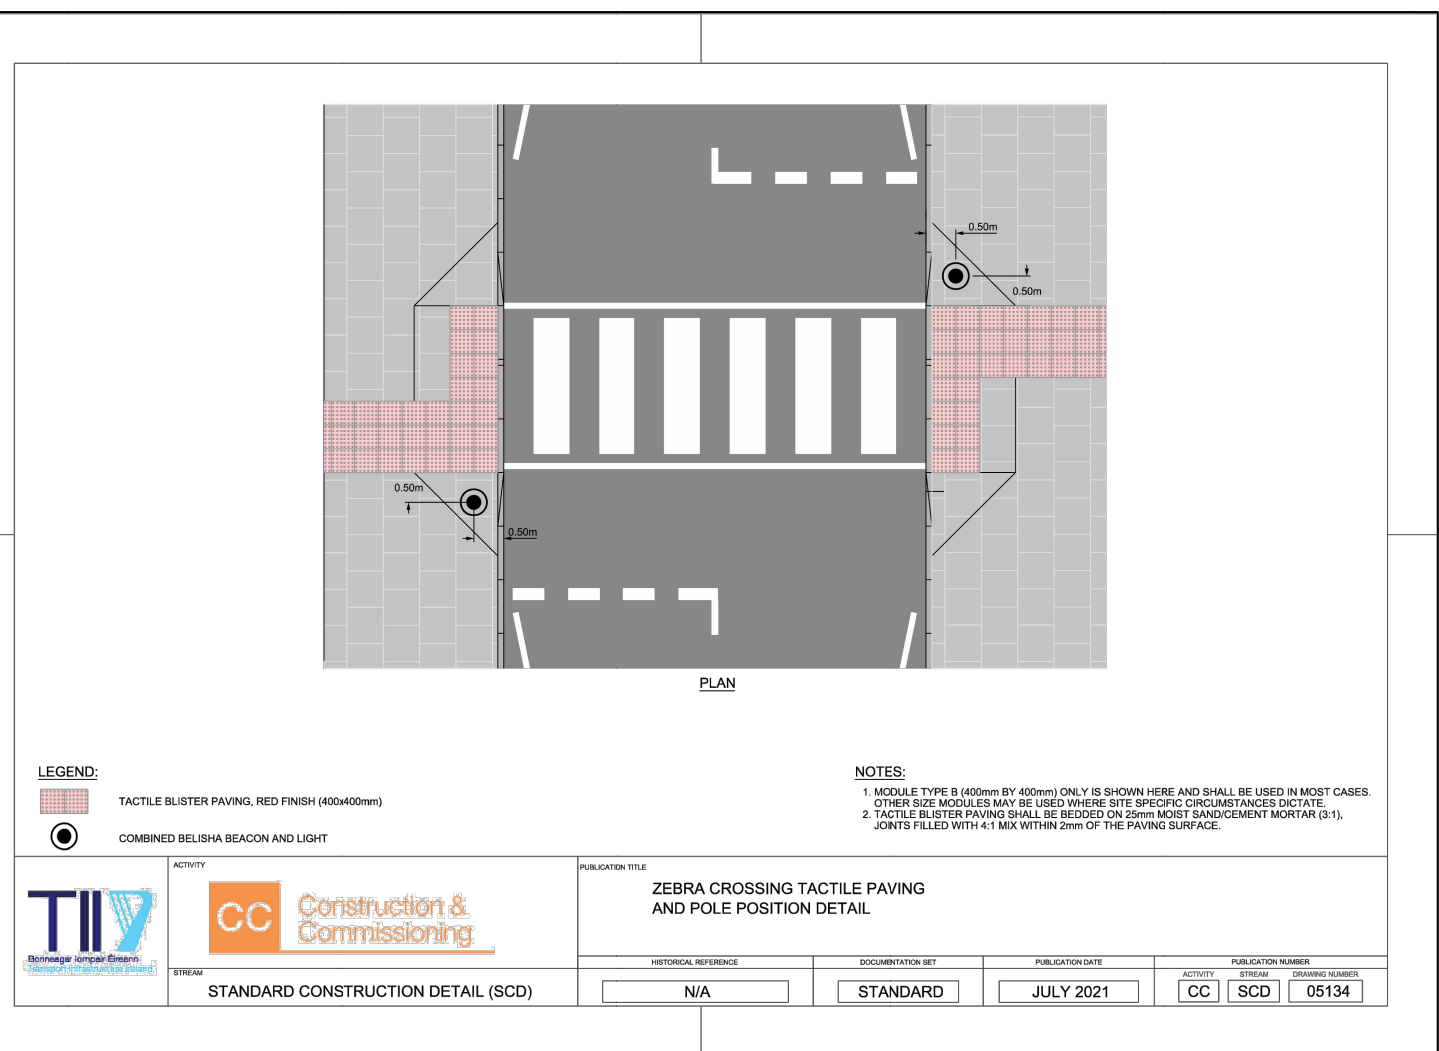 0.50m
0.50m
0.50m
0.50m
PLAN
LEGEND:
TACTILE BLISTER PAVING, RED FINISH (400x400mm)
COMBINED BELISHA BEACON AND LIGHT
NOTES:
1. MODULE TYPE B (400mm BY 400mm) ONLY IS SHOWN HERE AND SHALL BE USED IN MOST CASES.
OTHER SIZE MODULES MAY BE USED WHERE SITE SPECIFIC CIRCUMSTANCES DICTATE.
2. TACTILE BLISTER PAVING SHALL BE BEDDED ON 25mm MOIST SAND/CEMENT MORTAR (3:1),
JOINTS FILLED WITH 4:1 MIX WITHIN 2mm OF THE PAVING SURFACE.
TII
Bonneagar Iompair Éireann
Transport Infrastructure Ireland
ACTIVITY
CC
Construction &
Commissioning
STREAM
STANDARD CONSTRUCTION DETAIL (SCD)
PUBLICATION TITLE
ZEBRA CROSSING TACTILE PAVING
AND POLE POSITION DETAIL
HISTORICAL REFERENCE
N/A
DOCUMENTATION SET
STANDARD
PUBLICATION DATE
JULY 2021
PUBLICATION NUMBER
ACTIVITY STREAM DRAWING NUMBER
CC SCD 05134